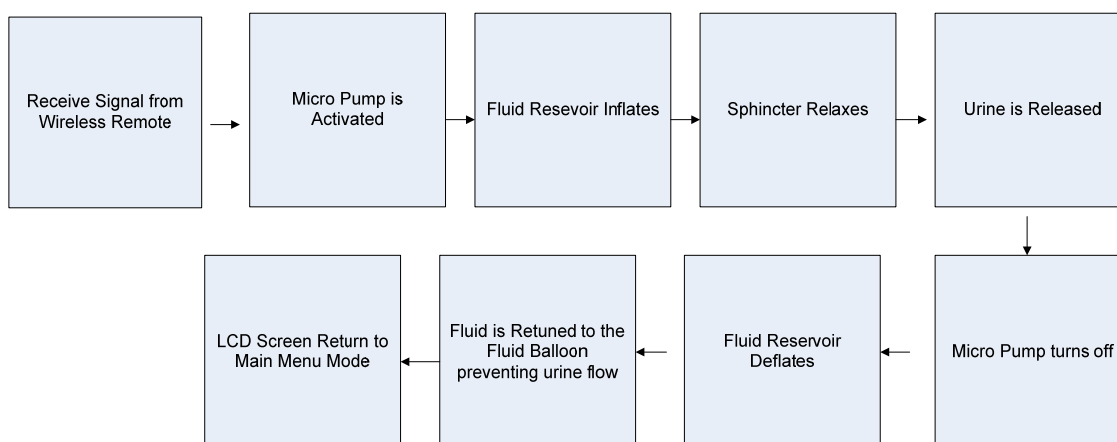 Receive Signal from
Wireless Remote
Micro Pump is
Activated
Fluid Resevoir Inflates
Sphincter Relaxes
Urine is Released
Micro Pump turns off
Fluid Reservoir
Deflates
Fluid is Retuned to the
Fluid Balloon
preventing urine flow
LCD Screen Return to
Main Menu Mode